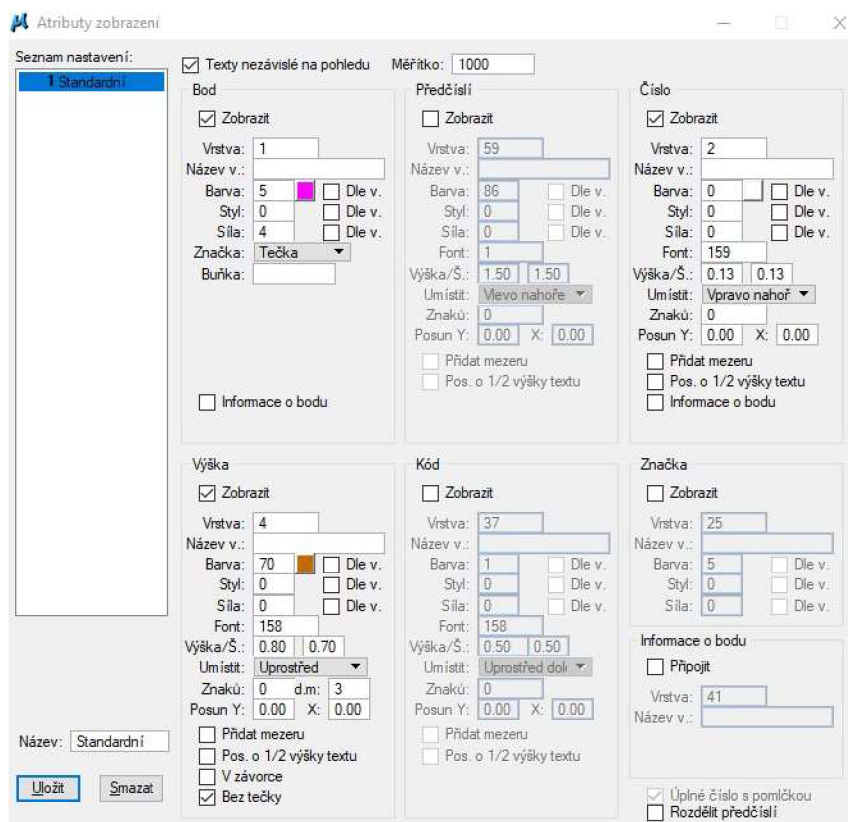 Atributy zobrazení
Seznam nastavení:
1 Standardní
Název: Standardní
Uložit Smazat
Texty nezávislé na pohledu Měřítko: 1000
Bod
Zobrazit
Vrstva: 1
Název v.:
Barva: 5 Dle v.
Styl: 0 Dle v.
Síla: 4 Dle v.
Značka: Tečka
Buňka:
Informace o bodu
Předčíslí
Zobrazit
Vrstva: 59
Název v.:
Barva: 86 Dle v.
Styl: 0 Dle v.
Síla: 0 Dle v.
Font: 1
Výška/Š.: 1.50 1.50
Umístit: Vlevo nahoře
Znaků: 0
Posun Y: 0.00 X: 0.00
Přidat mezeru
Pos. o 1/2 výšky textu
Číslo
Zobrazit
Vrstva: 2
Název v.:
Barva: 0 Dle v.
Styl: 0 Dle v.
Síla: 0 Dle v.
Font: 159
Výška/Š.: 0.13 0.13
Umístit: Vpravo nahoř
Znaků: 0
Posun Y: 0.00 X: 0.00
Přidat mezeru
Pos. o 1/2 výšky textu
Informace o bodu
Výška
Zobrazit
Vrstva: 4
Název v.:
Barva: 70 Dle v.
Styl: 0 Dle v.
Síla: 0 Dle v.
Font: 158
Výška/Š.: 0.80 0.70
Umístit: Uprostřed
Znaků: 0 d.m: 3
Posun Y: 0.00 X: 0.00
Přidat mezeru
Pos. o 1/2 výšky textu
V závorce
Bez tečky
Kód
Zobrazit
Vrstva: 37
Název v.:
Barva: 1 Dle v.
Styl: 0 Dle v.
Síla: 0 Dle v.
Font: 158
Výška/Š.: 0.50 0.50
Umístit: Uprostřed dol
Znaků: 0
Posun Y: 0.00 X: 0.00
Přidat mezeru
Pos. o 1/2 výšky textu
Značka
Zobrazit
Vrstva: 25
Název v.:
Barva: 5 Dle v.
Styl: 0 Dle v.
Síla: 0 Dle v.
Informace o bodu
Připojit
Vrstva: 41
Název v.:
Úplné číslo s pomlčkou
Rozdělit předčíslí